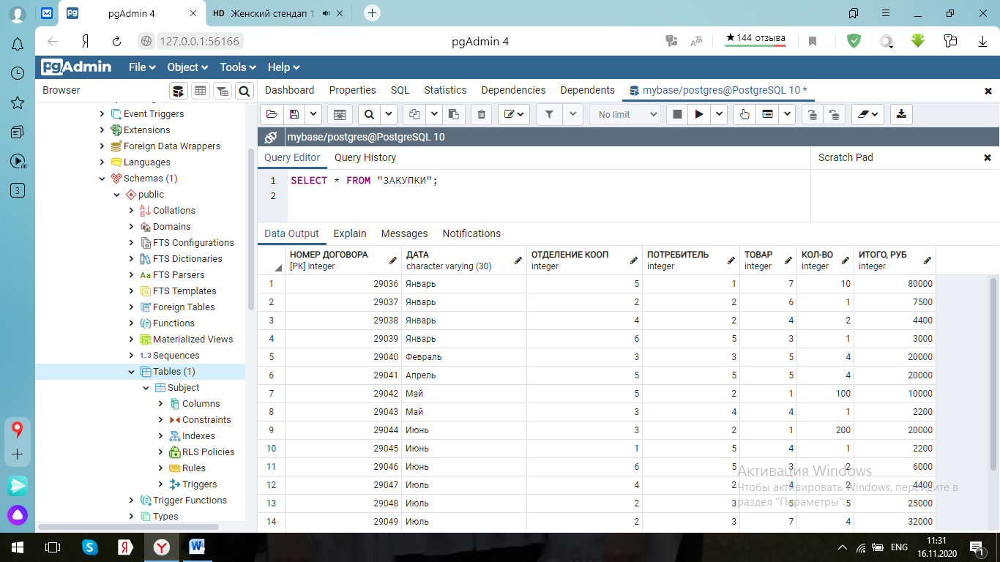 pgAdmin 4
HD Женский стендап 1
127.0.0.1:56166
pgAdmin 4
★144 отзыва
pgAdmin
File
Object
Tools
Help
Browser
Dashboard
Properties
SQL
Statistics
Dependencies
Dependents
mybase/postgres@PostgreSQL 10 *
Event Triggers
Extensions
Foreign Data Wrappers
Languages
Schemas (1)
public
Collations
Domains
FTS Configurations
FTS Dictionaries
FTS Parsers
FTS Templates
Foreign Tables
Functions
Materialized Views
1..3 Sequences
Tables (1)
Subject
Columns
Constraints
Indexes
RLS Policies
Rules
Triggers
Trigger Functions
Types
3
No limit
mybase/postgres@PostgreSQL 10
Query Editor
Query History
Scratch Pad
1 SELECT * FROM "ЗАКУПКИ";
2
Data Output
Explain
Messages
Notifications
НОМЕР ДОГОВОРА [PK] integer
ДАТА character varying (30)
ОТДЕЛЕНИЕ КООП integer
ПОТРЕБИТЕЛЬ integer
ТОВАР integer
КОЛ-ВО integer
ИТОГО, РУБ integer
1 29036 Январь 5 1 7 10 80000
2 29037 Январь 2 2 6 1 7500
3 29038 Январь 4 2 4 2 4400
4 29039 Январь 6 5 3 1 3000
5 29040 Февраль 3 3 5 4 20000
6 29041 Апрель 5 5 5 4 20000
7 29042 Май 5 2 1 100 10000
8 29043 Май 3 4 4 1 2200
9 29044 Июнь 3 2 1 200 20000
10 29045 Июнь 1 5 4 1 2200
11 29046 Июнь 6 5 3 2 6000
12 29047 Июль 4 2 4 2 4400
13 29048 Июль 2 3 5 5 25000
14 29049 Июль 2 3 7 4 32000
Активация Windows
Чтобы активировать Windows, перейдите в
раздел "Параметры".
ENG
11:31
16.11.2020
1